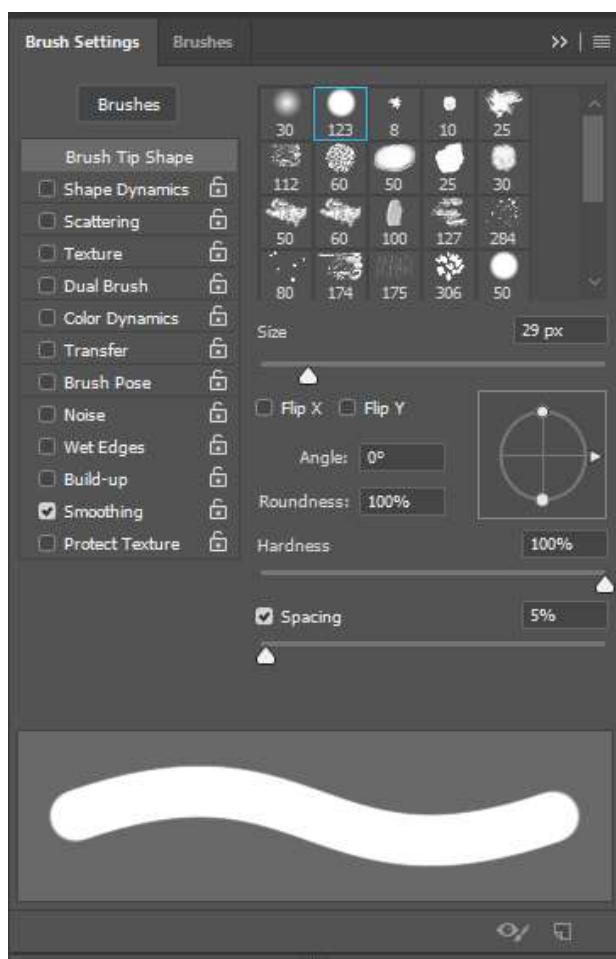 Brush Settings Brushes
Brushes
30 123 8 10 25
Brush Tip Shape
Shape Dynamics
112 60 50 25 30
Scattering
Texture
50 60 100 127 284
Dual Brush
80 174 175 306 50
Color Dynamics
Size 29 px
Transfer
Brush Pose
Noise
Flip X Flip Y
Wet Edges
Angle: 0°
Build-up
Roundness: 100%
Smoothing
Protect Texture
Hardness 100%
Spacing 5%